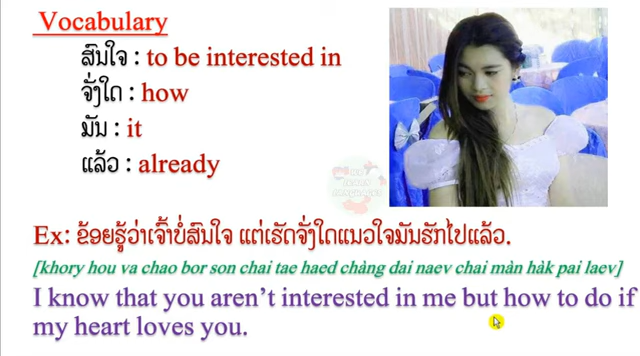 Vocabulary
ສົນໃຈ : to be interested in
ຈັ່ງໃດ : how
ມັນ : it
ແລ້ວ : already
Ex: ຂ້ອຍຮູ້ວ່າເຈົ້າບໍ່ສົນໃຈ ແຕ່ເຮັດຈັ່ງໃດແນວໃຈມັນຮັກໄປແລ້ວ.
[khory hou va chao bor son chai tae haed chàng dai naev chai màn hàk pai laev]
I know that you aren't interested in me but how to do if
my heart loves you.